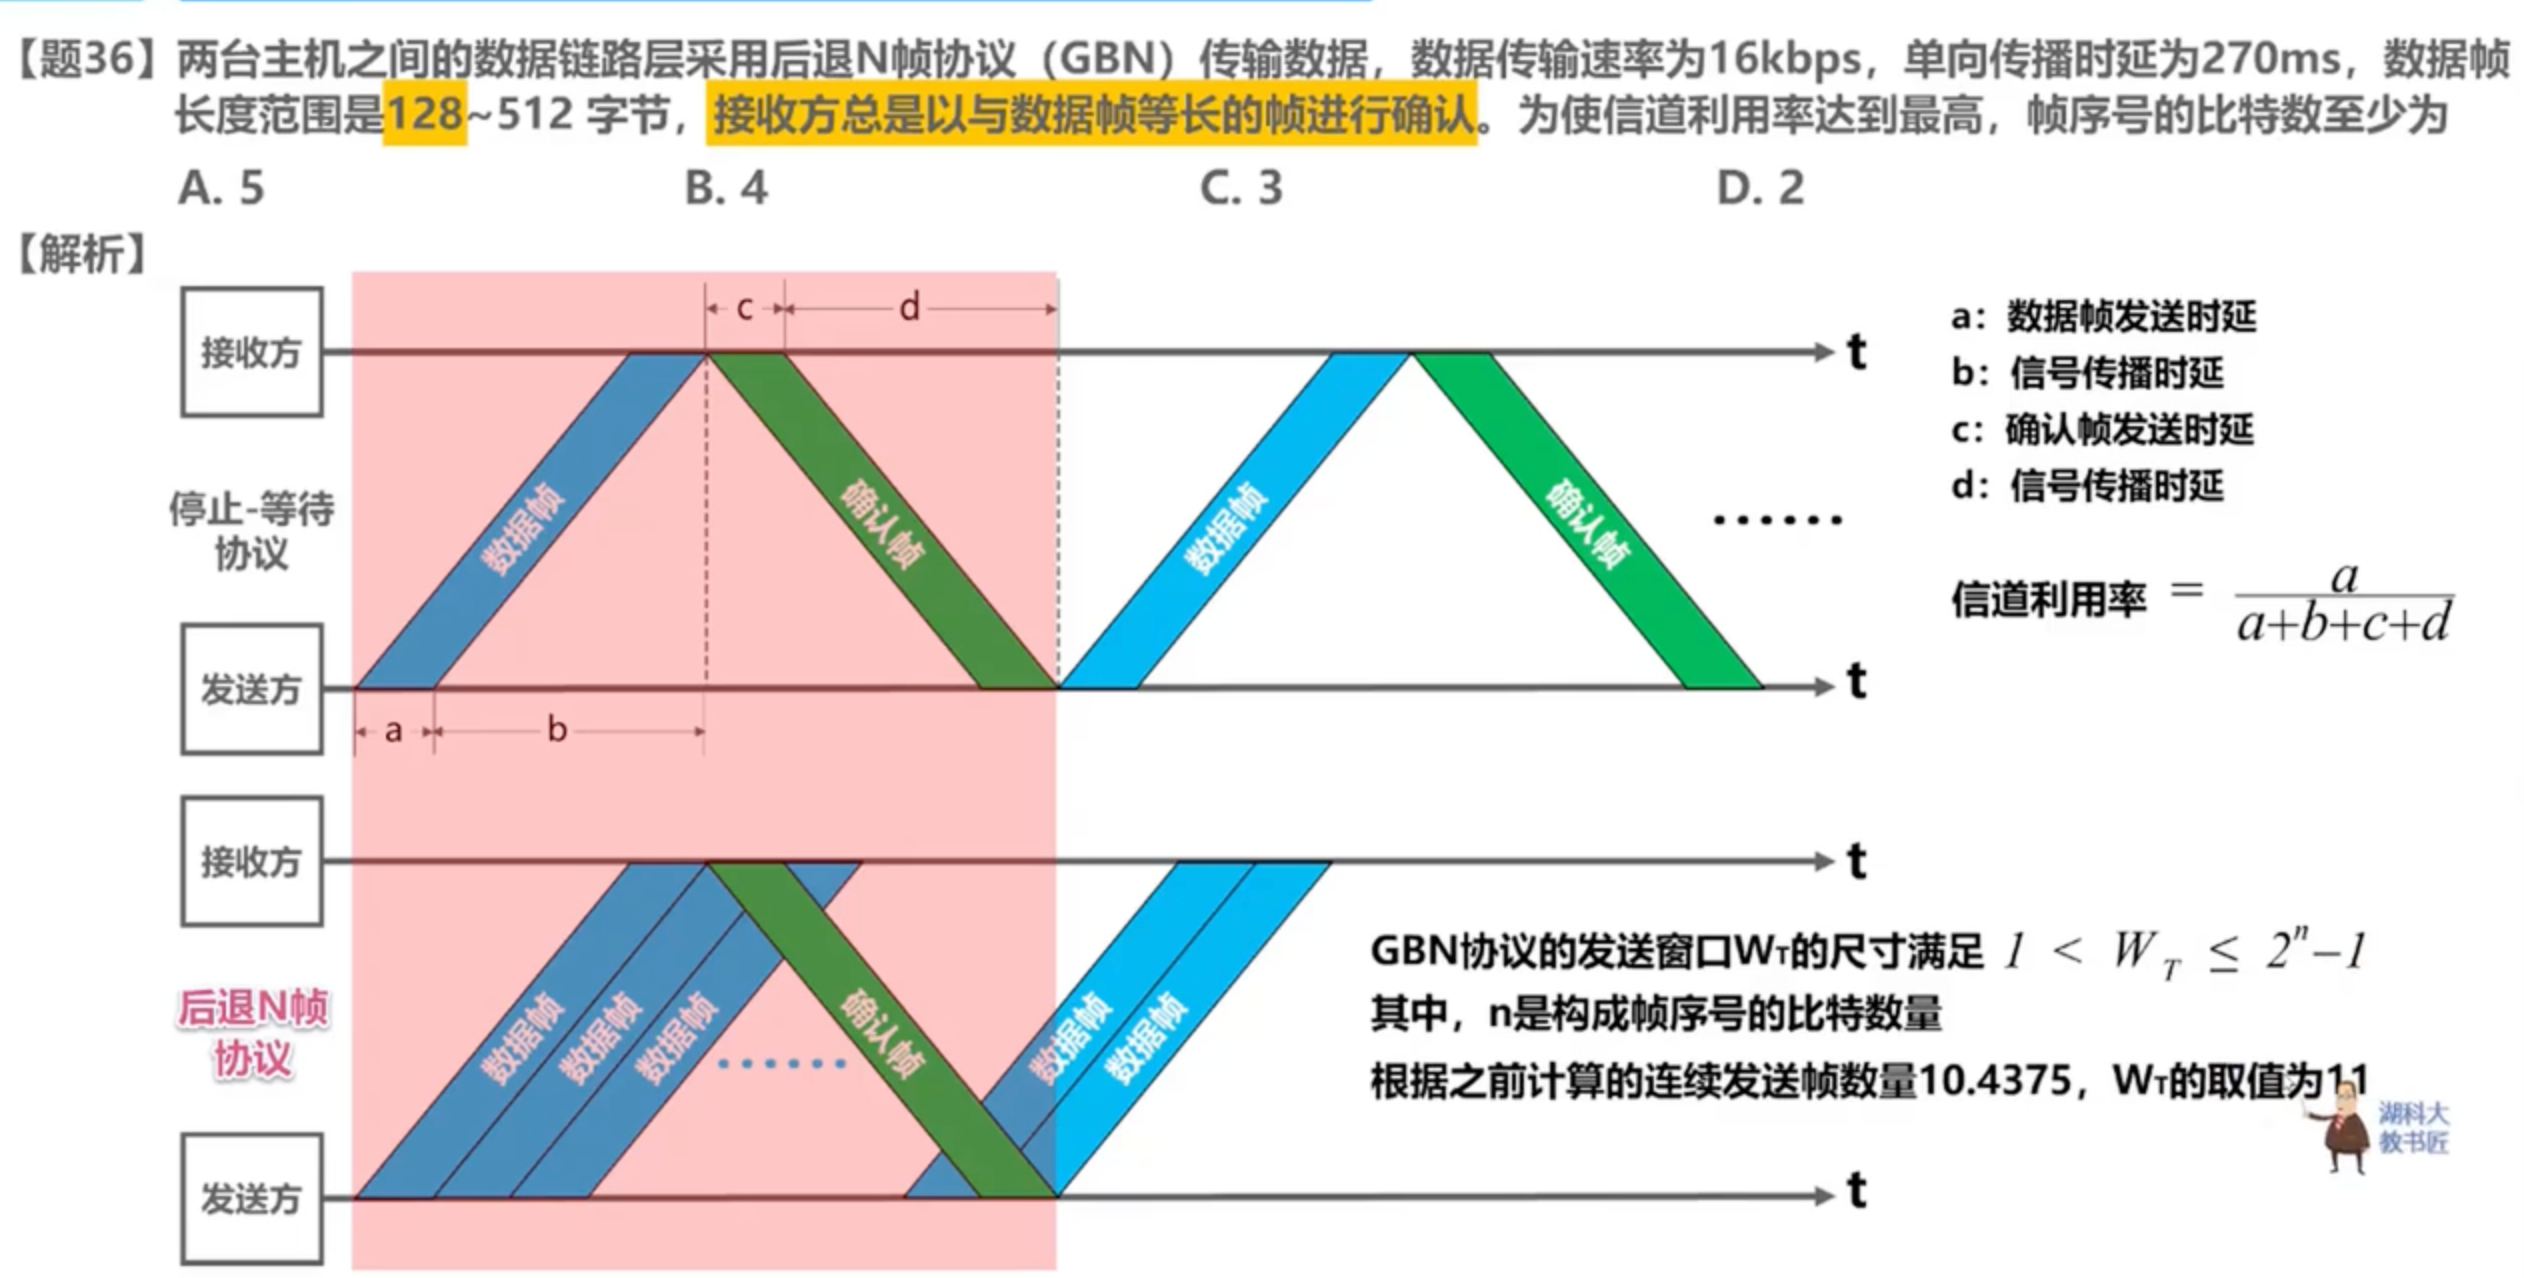 【题36】两台主机之间的数据链路层采用后退N帧协议（GBN）传输数据，数据传输速率为16kbps，单向传播时延为270ms，数据帧
长度范围是128~512 字节，接收方总是以与数据帧等长的帧进行确认。为使信道利用率达到最高，帧序号的比特数至少为
A. 5 B. 4 C. 3 D. 2
【解析】
c d
接收方
t
停止-等待
协议
数据帧
确认帧
数据帧
确认帧
······
发送方
t
a b
a：数据帧发送时延
b：信号传播时延
c：确认帧发送时延
d：信号传播时延
信道利用率 = a / a+b+c+d
接收方
t
后退N帧
协议
数据帧
数据帧
数据帧
······
确认帧
数据帧
数据帧
发送方
t
GBN协议的发送窗口WT的尺寸满足 1 < W_T ≤ 2^n–1
其中，n是构成帧序号的比特数量
根据之前计算的连续发送帧数量10.4375，WT的取值为11
湖科大
教书匠